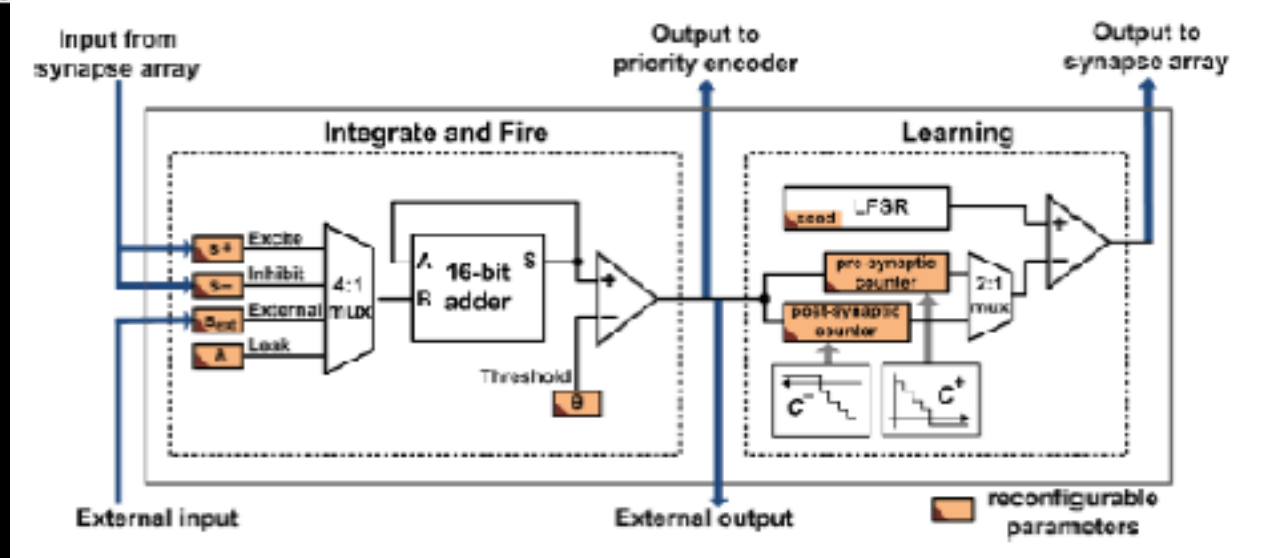 Input from
synapse array
Output to
priority encoder
Output to
synapse array
Integrate and Fire
Learning
seed LFSR
s+ Excite
s− Inhibit
s_ext External
λ Leak
4:1
mux
A
B
S
16-bit
adder
+
−
Threshold
θ
pre-synaptic
counter
post-synaptic
counter
2:1
mux
+
−
C⁻
C⁺
External input
External output
reconfigurable
parameters